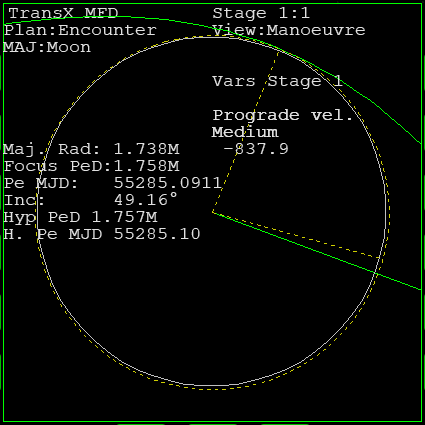 TransX MFD Stage 1:1
Plan:Encounter View:Manoeuvre
MAJ:Moon
Vars Stage 1
Prograde vel.
Medium
Maj. Rad: 1.738M -837.9
Focus PeD:1.758M
Pe MJD: 55285.0911
Inc: 49.16°
Hyp PeD 1.757M
H. Pe MJD 55285.10